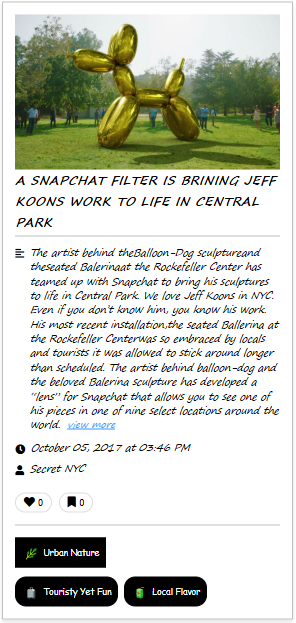 A SNAPCHAT FILTER IS BRINING JEFF
KOONS WORK TO LIFE IN CENTRAL
PARK
The artist behind theBalloon-Dog sculptureand
theseated Balerinaat the Rockefeller Center has
teamed up with Snapchat to bring his sculptures
to life in Central Park. We love Jeff Koons in NYC.
Even if you don't know him, you know his work.
His most recent installation,the seated Ballerina at
the Rockefeller Centerwas so embraced by locals
and tourists it was allowed to stick around longer
than scheduled. The artist behind balloon-dog and
the beloved Balerina sculpture has developed a
"lens" for Snapchat that allows you to see one of
his pieces in one of nine select locations around the
world. view more
October 05, 2017 at 03:46 PM
Secret NYC
0 0
Urban Nature
Touristy Yet Fun Local Flavor